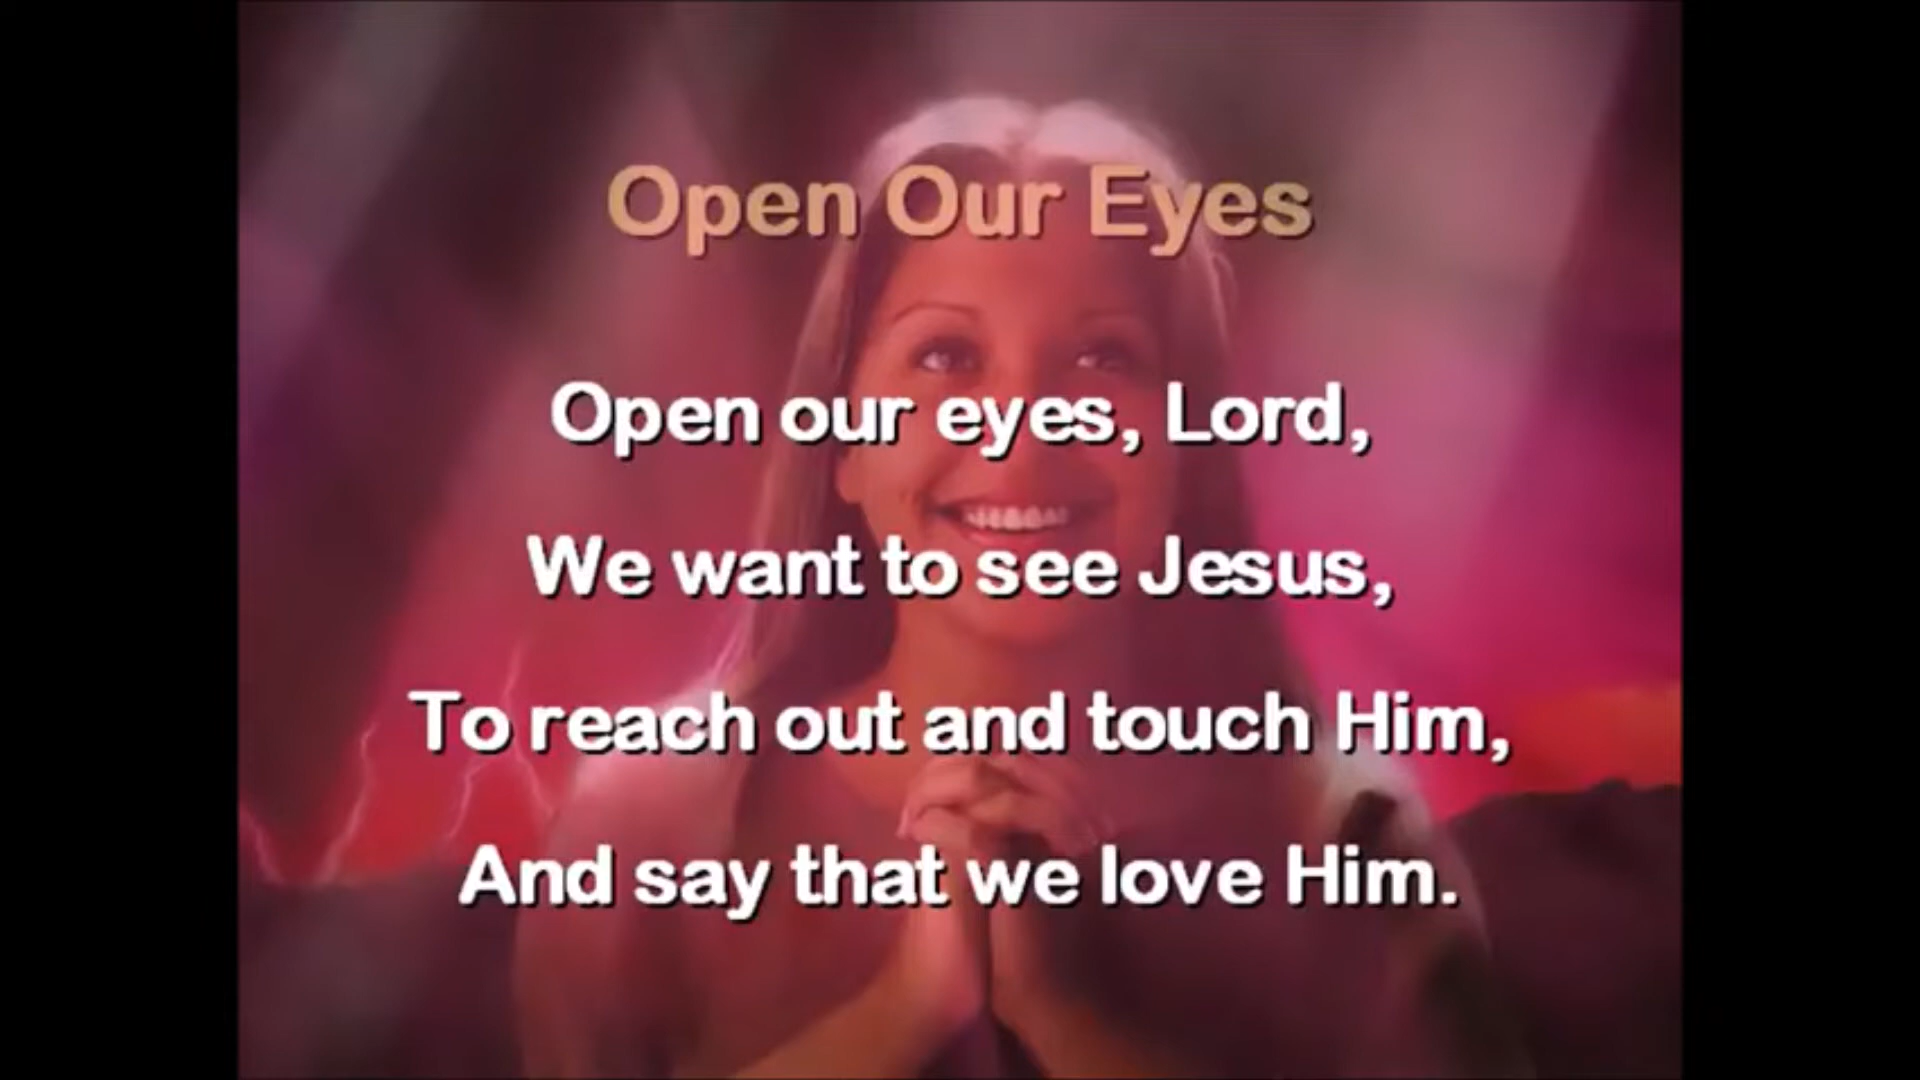 Open Our Eyes
Open our eyes, Lord,
We want to see Jesus,
To reach out and touch Him,
And say that we love Him.